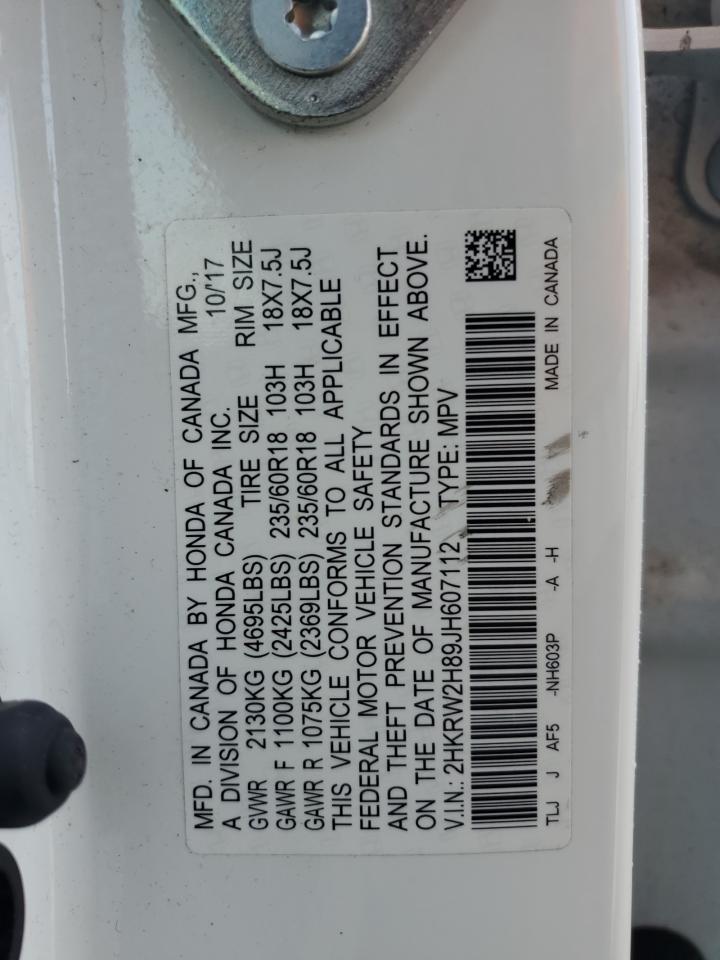 MFD. IN CANADA BY HONDA OF CANADA MFG.,
A DIVISION OF HONDA CANADA INC. 10/'17
GVWR 2130KG (4695LBS) TIRE SIZE RIM SIZE
GAWR F 1100KG (2425LBS) 235/60R18 103H 18X7.5J
GAWR R 1075KG (2369LBS) 235/60R18 103H 18X7.5J
THIS VEHICLE CONFORMS TO ALL APPLICABLE
FEDERAL MOTOR VEHICLE SAFETY
AND THEFT PREVENTION STANDARDS IN EFFECT
ON THE DATE OF MANUFACTURE SHOWN ABOVE.
V.I.N.: 2HKRW2H89JH607112 TYPE: MPV
TLJ J AF5 -NH603P -A -H MADE IN CANADA